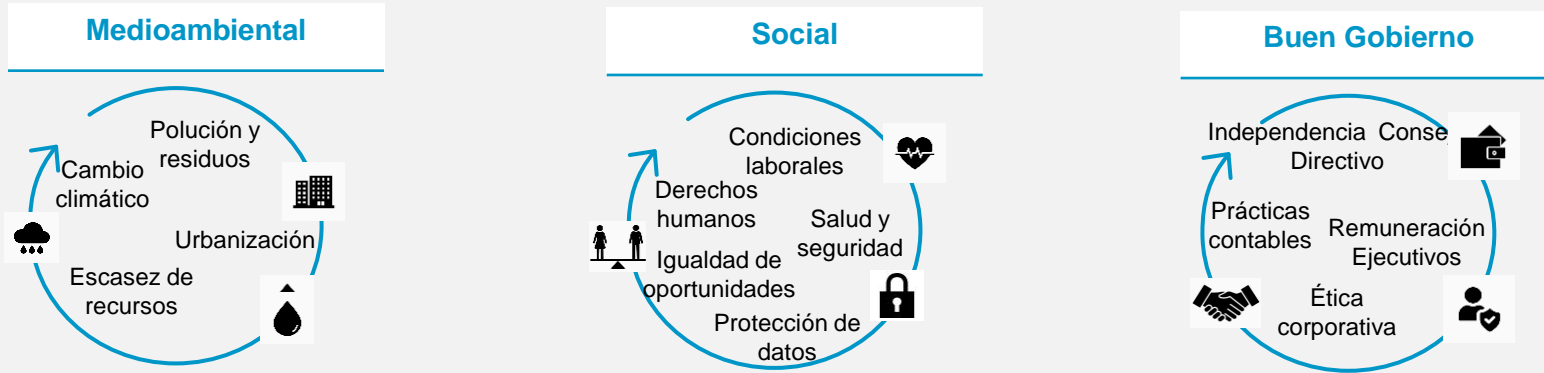 Medioambiental
Polución y
residuos
Cambio
climático
Urbanización
Escasez de
recursos
Social
Condiciones
laborales
Derechos
humanos
Salud y
seguridad
Igualdad de
oportunidades
Protección de
datos
Buen Gobierno
Independencia
Directivo
Prácticas
contables
Remuneración
Ejecutivos
Ética
corporativa